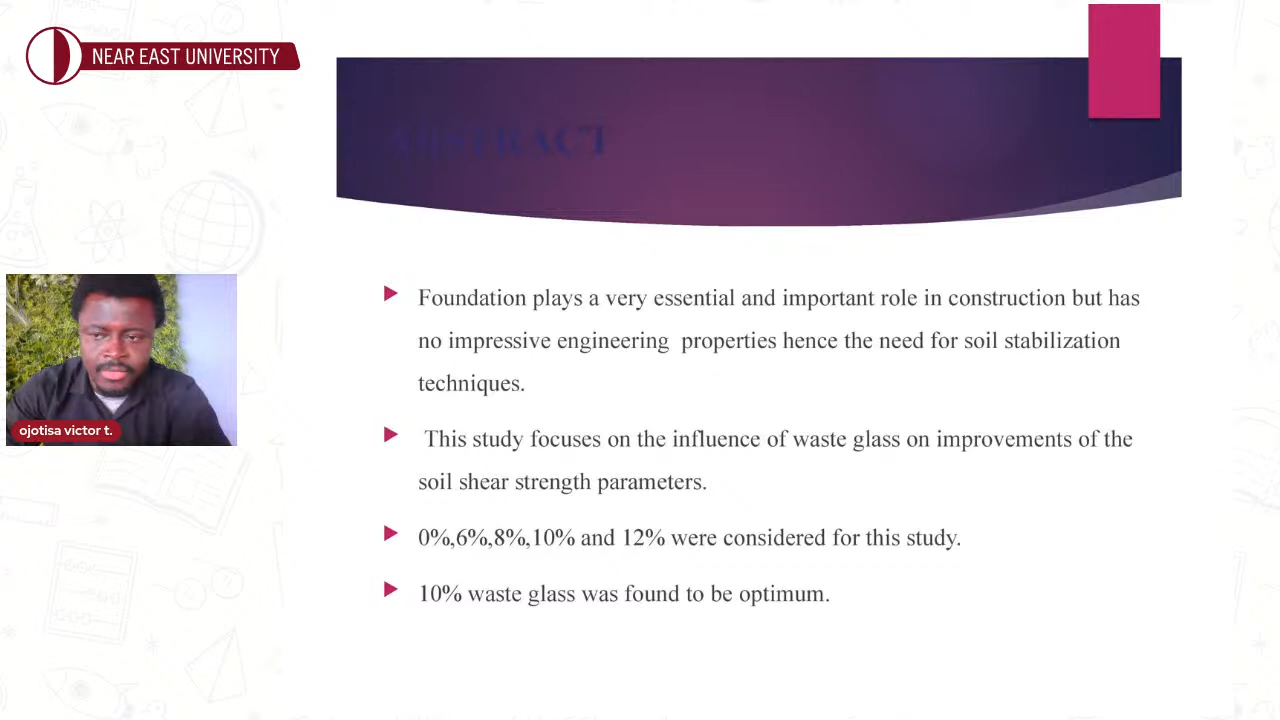 NEAR EAST UNIVERSITY
ABSTRACT
Foundation plays a very essential and important role in construction but has
no impressive engineering properties hence the need for soil stabilization
techniques.
This study focuses on the influence of waste glass on improvements of the
soil shear strength parameters.
0%,6%,8%,10% and 12% were considered for this study.
10% waste glass was found to be optimum.
ojotisa victor t.